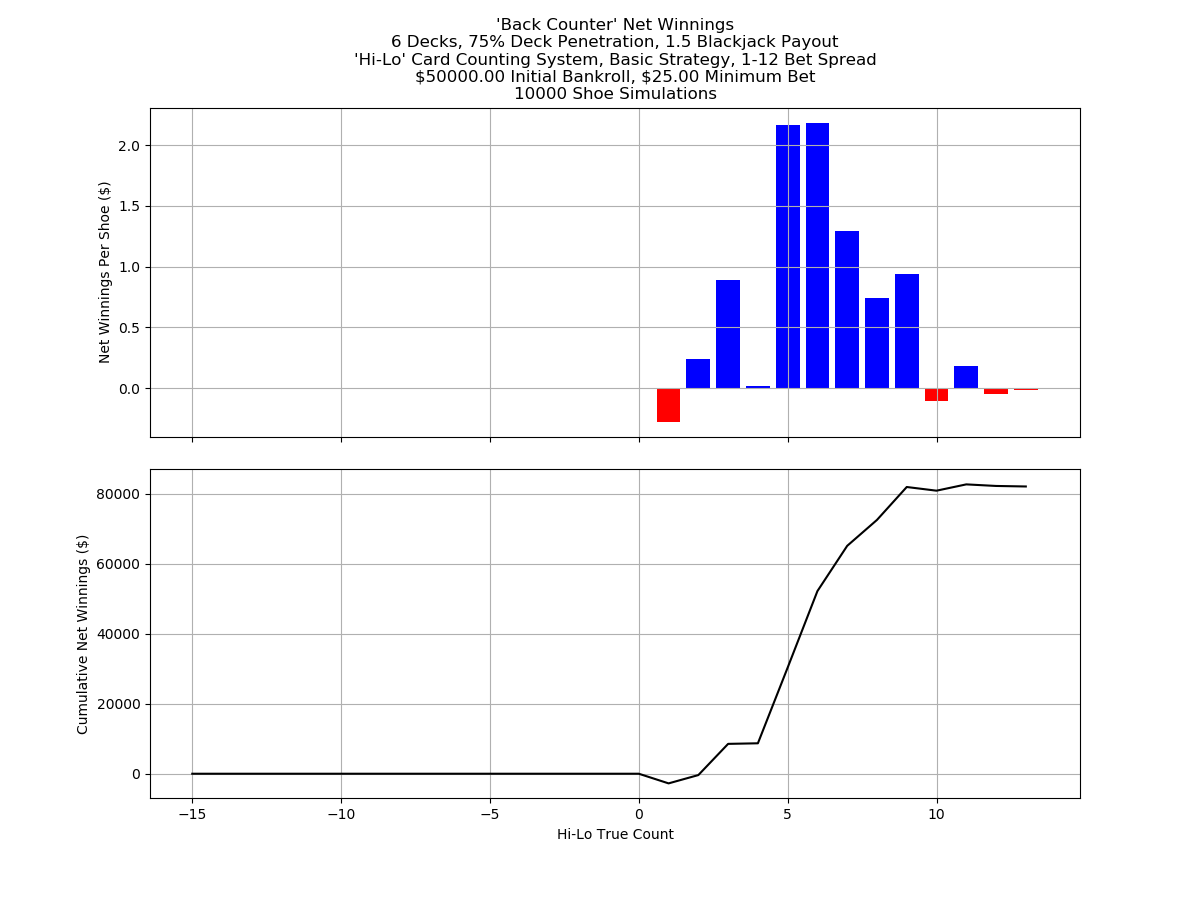 'Back Counter' Net Winnings
6 Decks, 75% Deck Penetration, 1.5 Blackjack Payout
'Hi-Lo' Card Counting System, Basic Strategy, 1-12 Bet Spread
$50000.00 Initial Bankroll, $25.00 Minimum Bet
10000 Shoe Simulations
Net Winnings Per Shoe ($)
2.0
1.5
1.0
0.5
0.0
Cumulative Net Winnings ($)
80000
60000
40000
20000
0
−15 −10 −5 0 5 10
Hi-Lo True Count